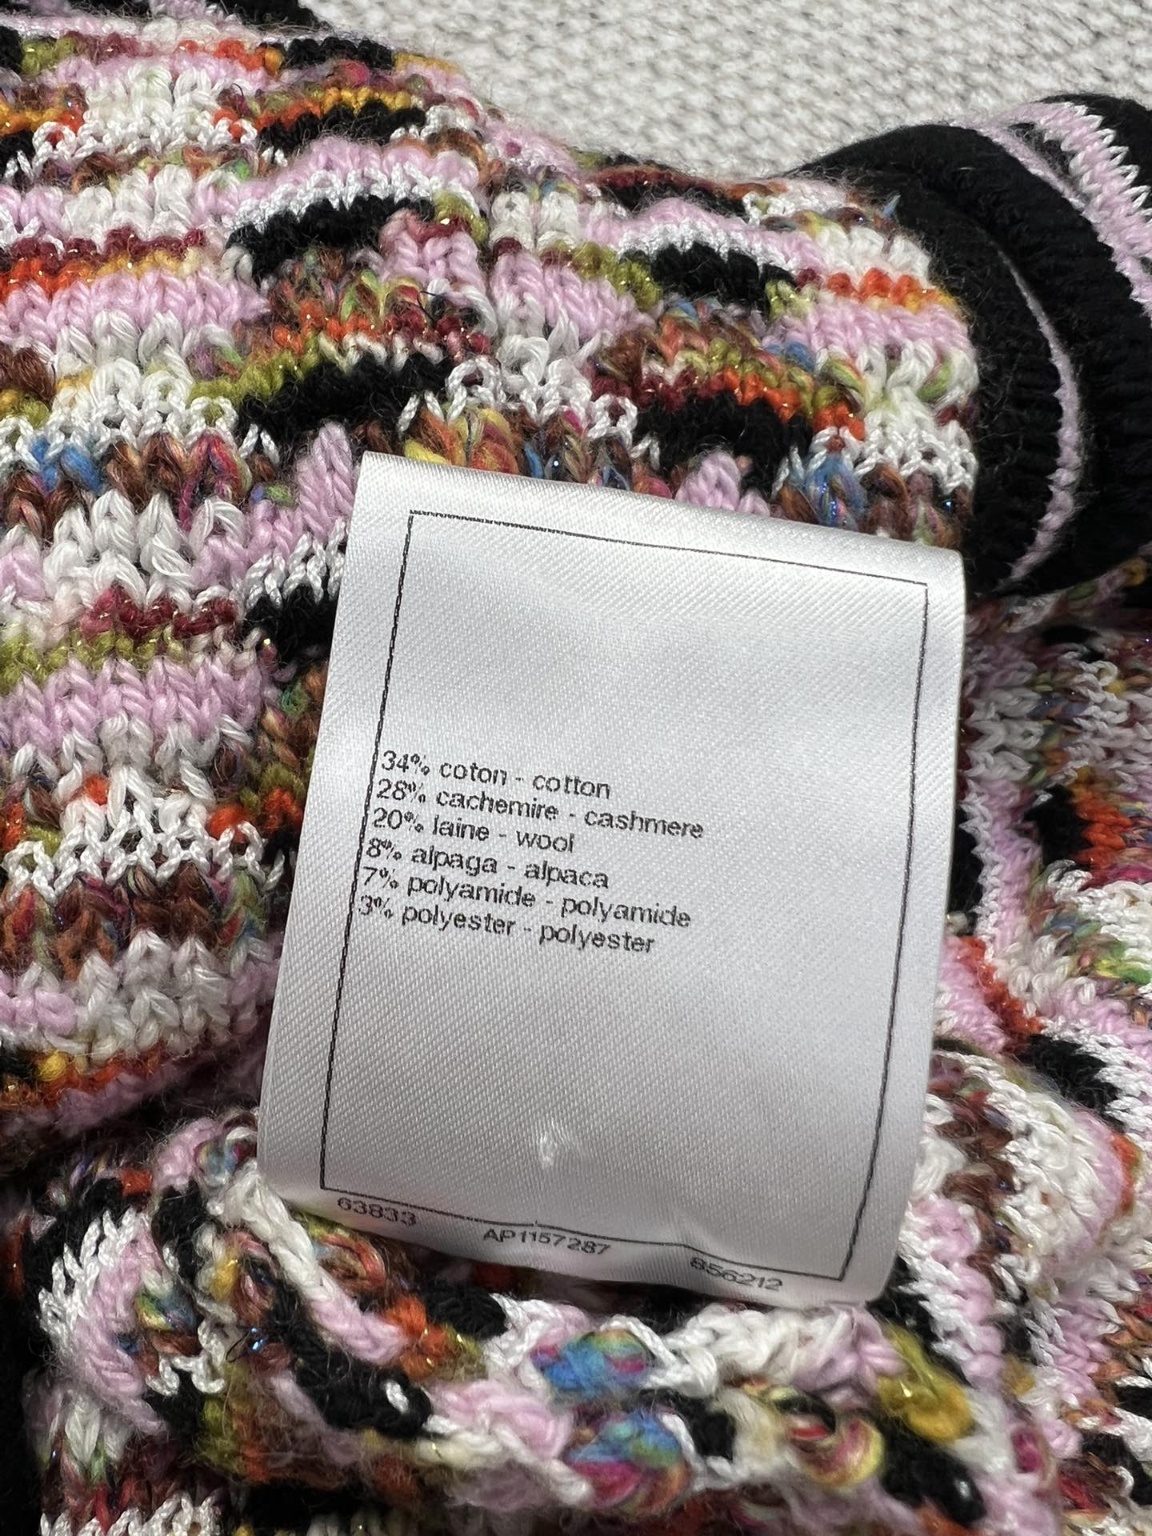 34% coton - cotton
28% cachemire - cashmere
20% laine - wool
8% alpaga - alpaca
7% polyamide - polyamide
3% polyester - polyester
63833
AP1157287
856212